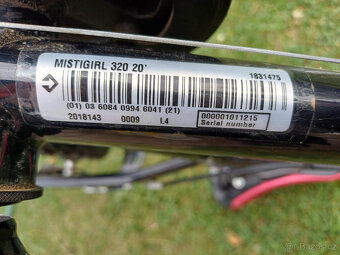 MISTIGIRL 320 20'
1831475
(01) 03 6084 0994 6041 (21)
2018143 0009 L4
000001011215
Serial number